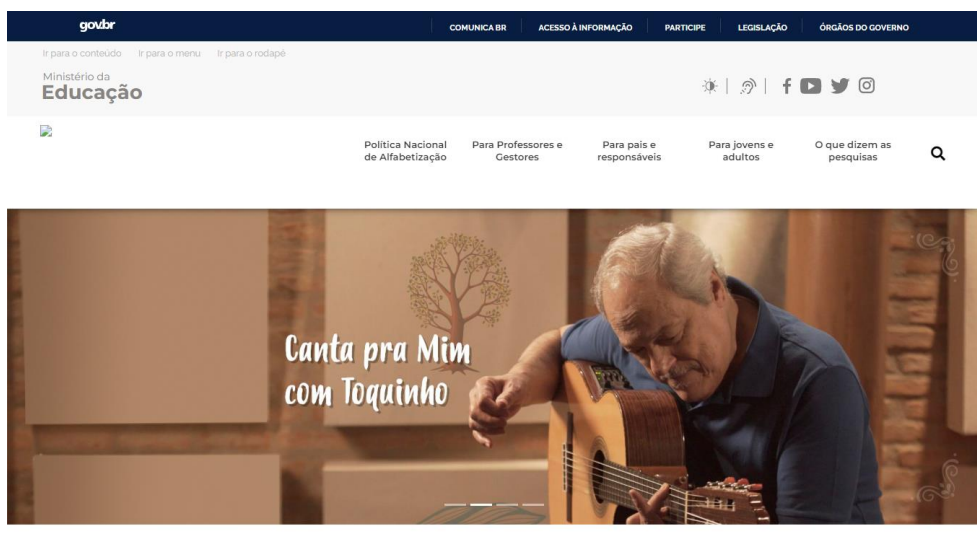 gov.br
COMUNICA BR
ACESSO À INFORMAÇÃO
PARTICIPE
LEGISLAÇÃO
ÓRGÃOS DO GOVERNO
Ir para o conteúdo Ir para o menu Ir para o rodapé
Ministério da
Educação
Política Nacional
de Alfabetização
Para Professores e
Gestores
Para pais e
responsáveis
Para jovens e
adultos
O que dizem as
pesquisas
Canta pra Mim
com Toquinho